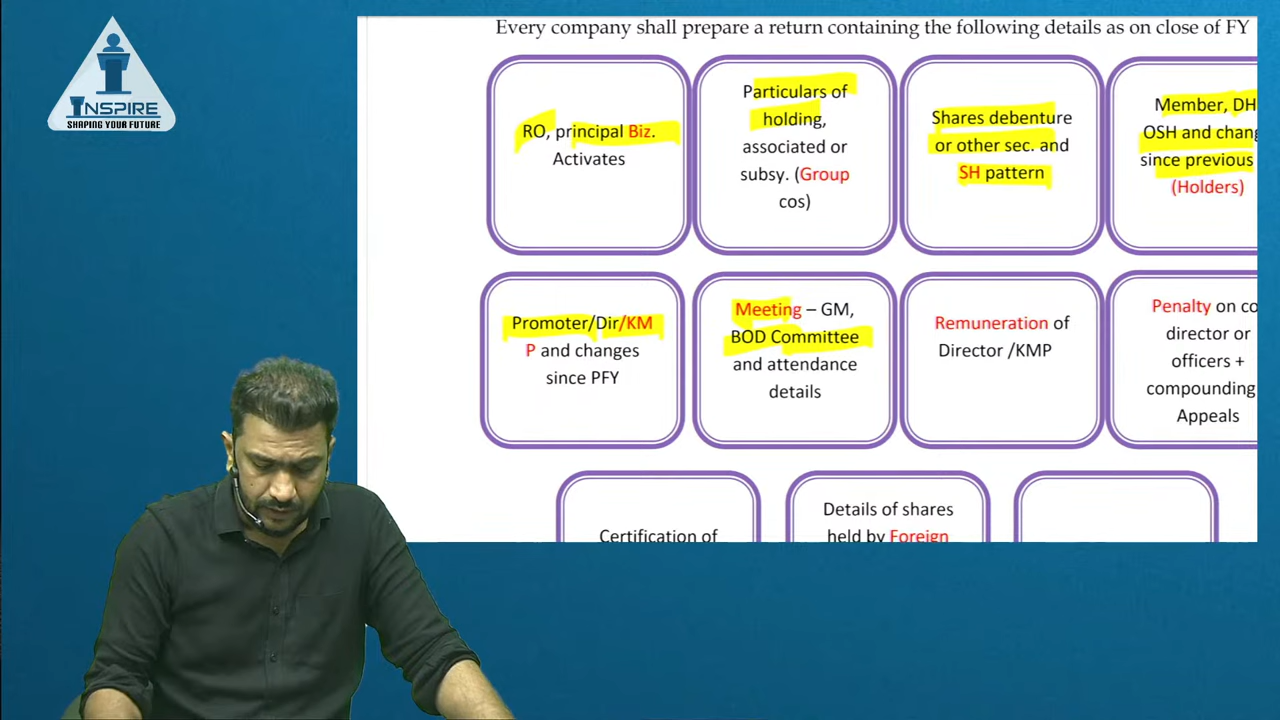 INSPIRE
SHAPING YOUR FUTURE
Every company shall prepare a return containing the following details as on close of FY
RO, principal Biz.
Activates
Particulars of
holding,
associated or
subsy. (Group
cos)
Shares debenture
or other sec. and
SH pattern
Member, DH
OSH and chang
since previous
(Holders)
Promoter/Dir/KM
P and changes
since PFY
Meeting – GM,
BOD Committee
and attendance
details
Remuneration of
Director /KMP
Penalty on co
director or
officers +
compounding
Appeals
Certification of
Details of shares
held by Foreign